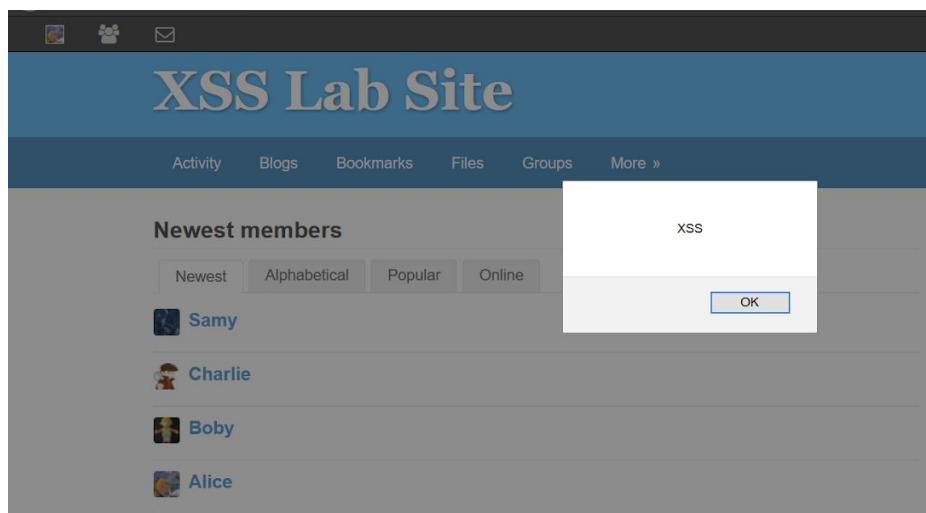 XSS Lab Site
Activity Blogs Bookmarks Files Groups More »
Newest members
XSS
Newest Alphabetical Popular Online
OK
Samy
Charlie
Boby
Alice